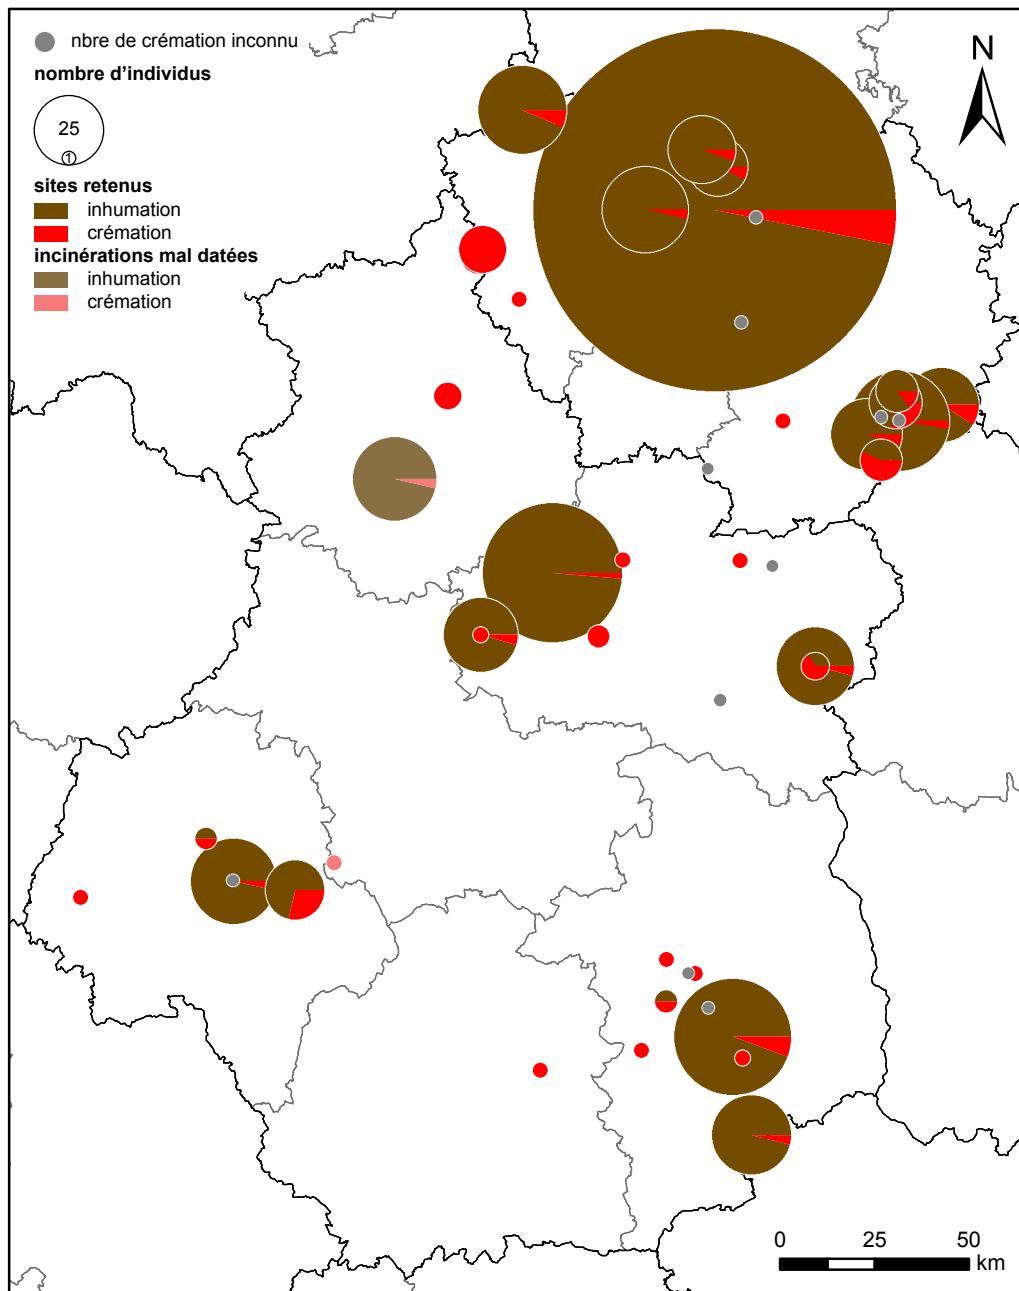 nbre de crémation inconnu
nombre d'individus
25
1
sites retenus
inhumation
crémation
incinérations mal datées
inhumation
crémation
N
0 25 50
km